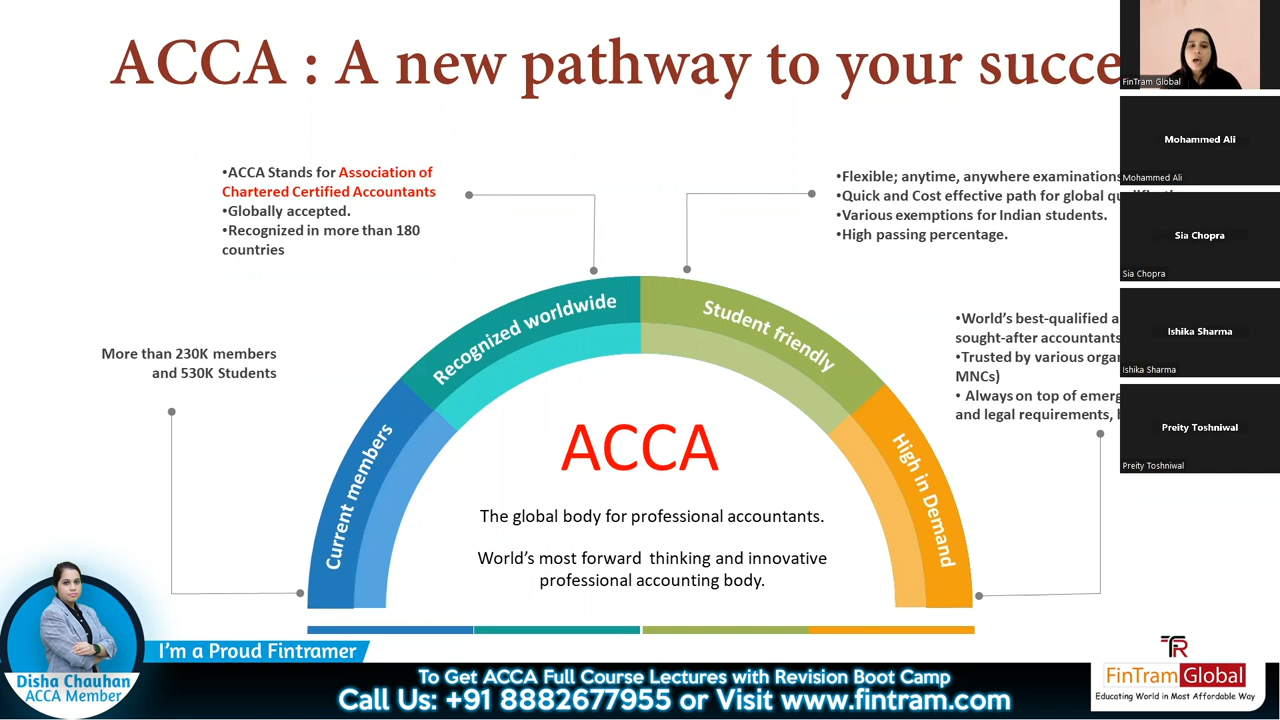 ACCA : A new pathway to your succe
•ACCA Stands for Association of
Chartered Certified Accountants
•Globally accepted.
•Recognized in more than 180
countries
•Flexible; anytime, anywhere examinations
•Quick and Cost effective path for global
•Various exemptions for Indian students.
•High passing percentage.
More than 230K members
and 530K Students
•World's best-qualified a
sought-after accountants
•Trusted by various
MNCs)
• Always on top of
and legal requirements,
Current members
Recognized worldwide
Student friendly
High in Demand
ACCA
The global body for professional accountants.
World's most forward thinking and innovative
professional accounting body.
FinTram Global
Mohammed Ali
Mohammed Ali
Sia Chopra
Sia Chopra
Ishika Sharma
Ishika Sharma
Preity Toshniwal
Preity Toshniwal
I'm a Proud Fintramer
Disha Chauhan
ACCA Member
To Get ACCA Full Course Lectures with Revision Boot Camp
Call Us: +91 8882677955 or Visit www.fintram.com
FinTram Global
Educating World in Most Affordable Way